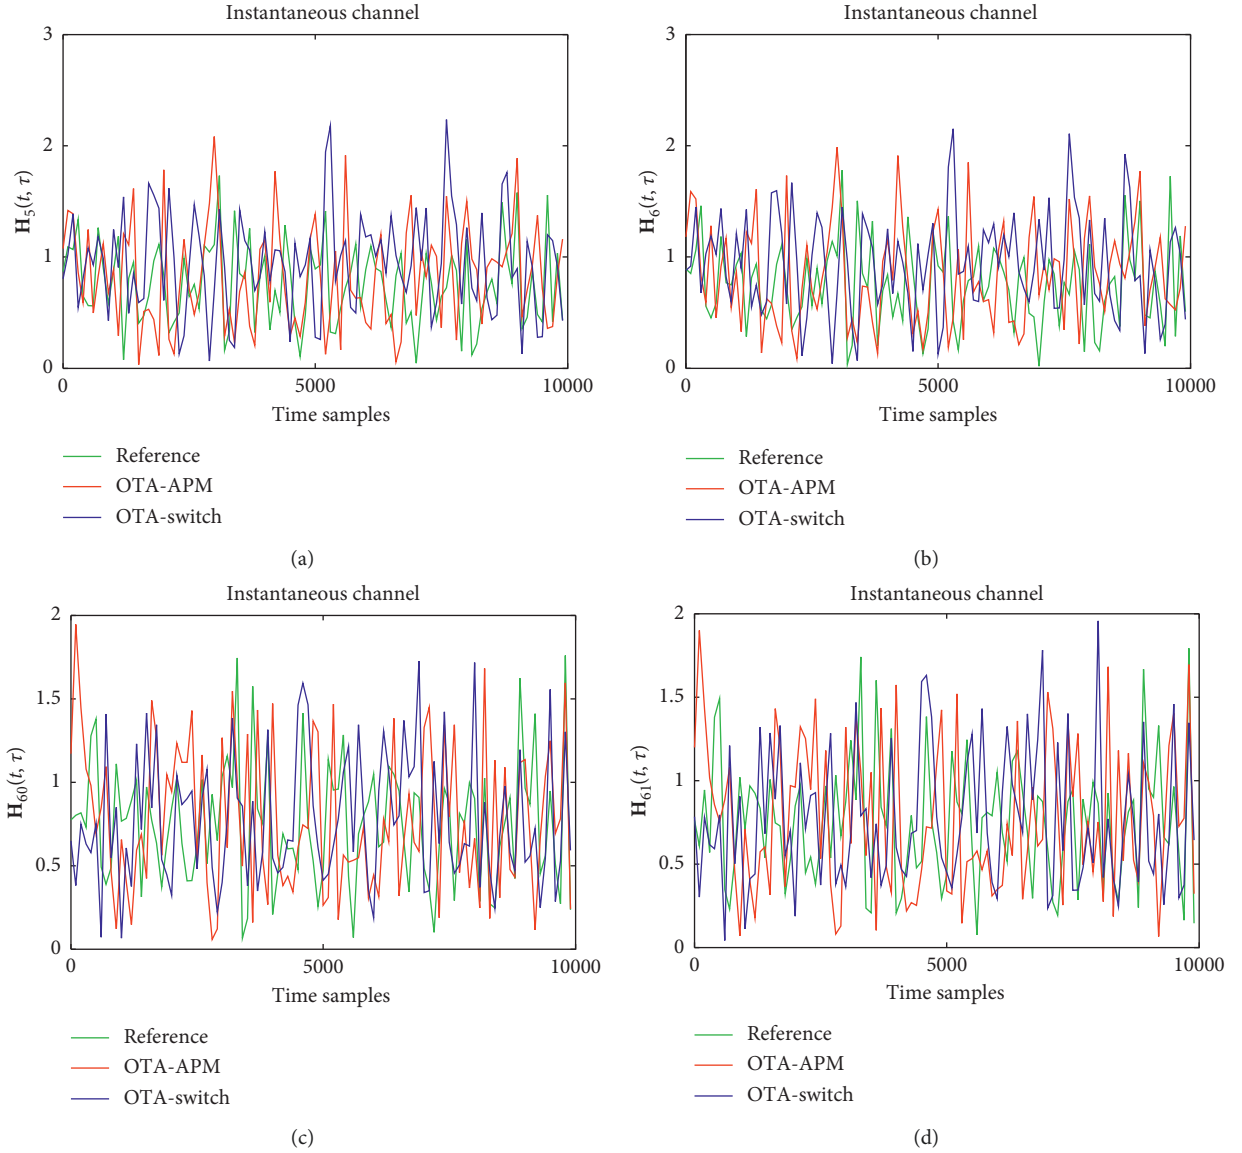 Instantaneous channel
3
2
1
0
H5(t, τ)
0
5000
10000
Time samples
Reference
OTA-APM
OTA-switch
(a)
Instantaneous channel
3
2
1
0
H6(t, τ)
0
5000
10000
Time samples
Reference
OTA-APM
OTA-switch
(b)
Instantaneous channel
2
1.5
1
0.5
0
H60(t, τ)
0
5000
10000
Time samples
Reference
OTA-APM
OTA-switch
(c)
Instantaneous channel
2
1.5
1
0.5
0
H61(t, τ)
0
5000
10000
Time samples
Reference
OTA-APM
OTA-switch
(d)